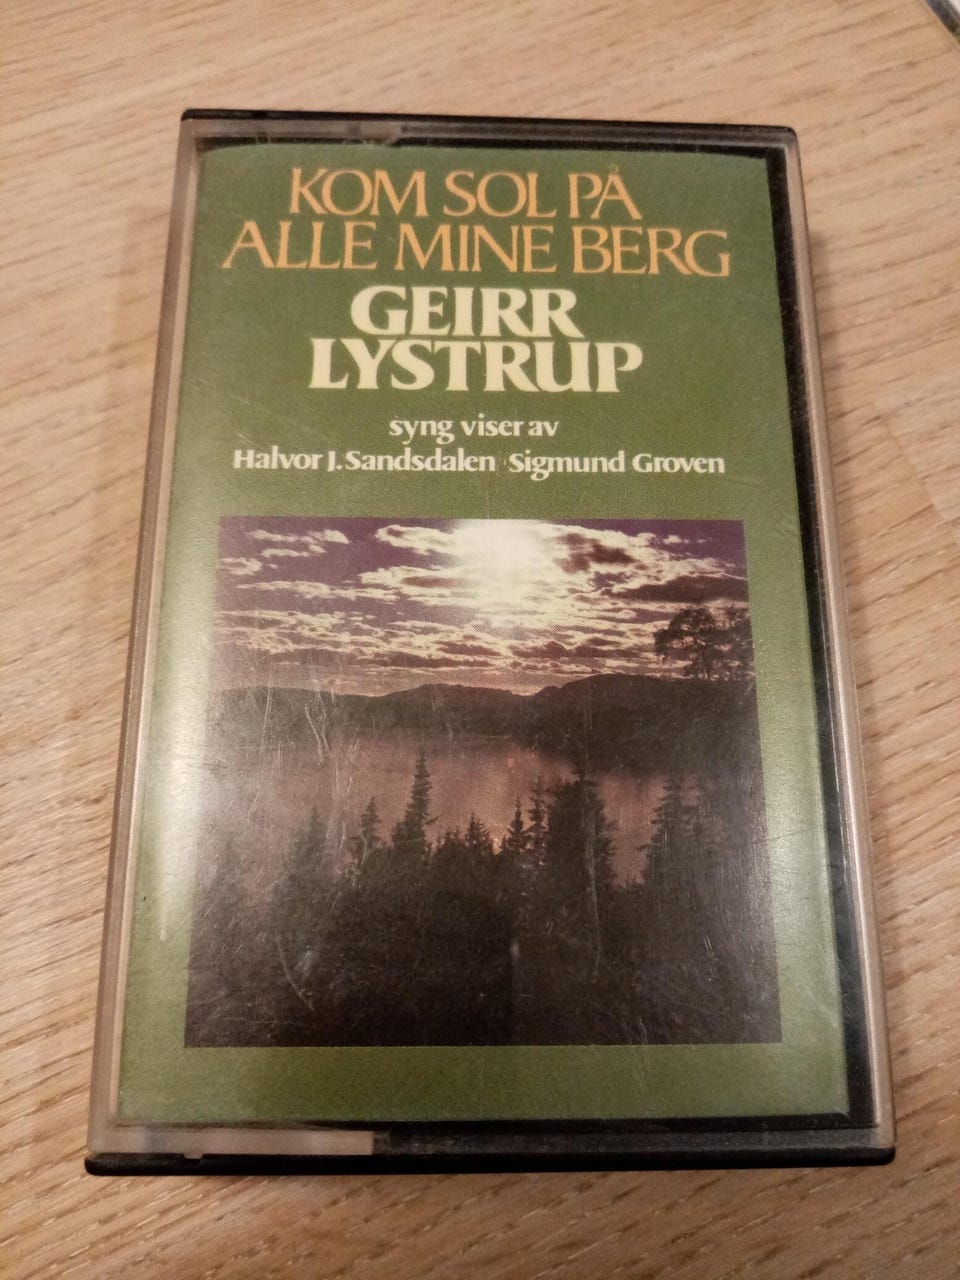 KOM SOL PÅ
ALLE MINE BERG
GEIRR
LYSTRUP
syng viser av
Halvor J. Sandsdalen Sigmund Groven